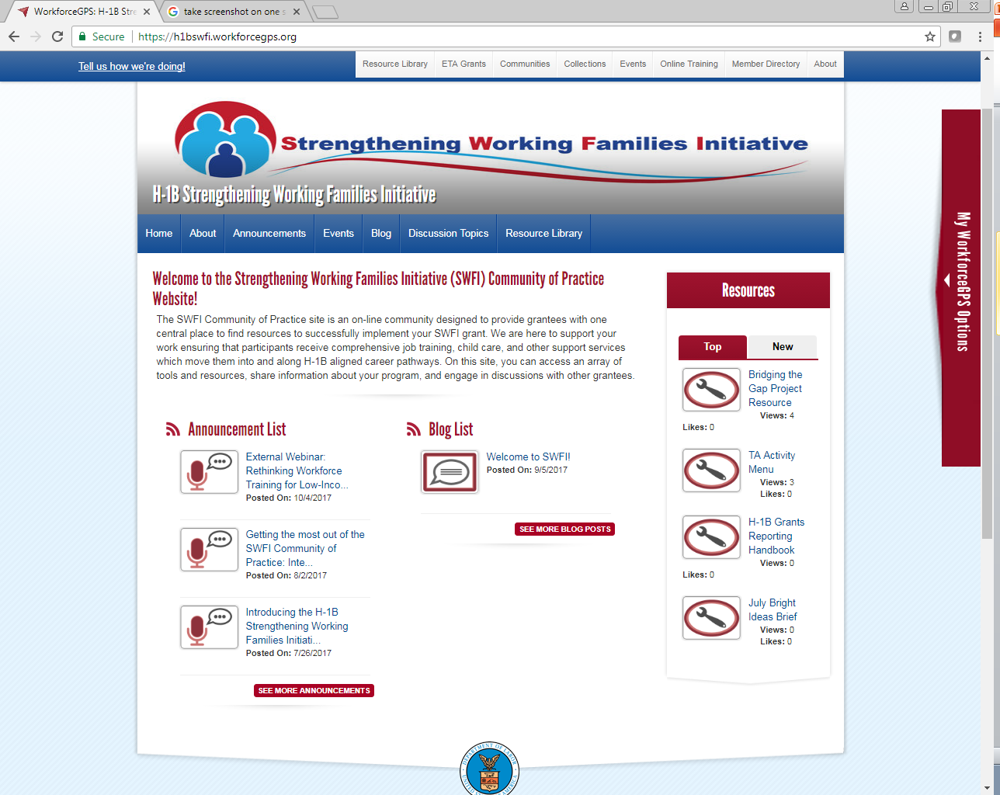 WorkforceGPS: H-1B Stre
take screenshot on one s
Secure
https://h1bswfi.workforcegps.org
Tell us how we're doing!
Resource Library
ETA Grants
Communities
Collections
Events
Online Training
Member Directory
About
Strengthening Working Families Initiative
H-1B Strengthening Working Families Initiative
Home
About
Announcements
Events
Blog
Discussion Topics
Resource Library
My WorkforceGPS Options
Welcome to the Strengthening Working Families Initiative (SWFI) Community of Practice
Website!
The SWFI Community of Practice site is an on-line community designed to provide grantees with one
central place to find resources to successfully implement your SWFI grant. We are here to support your
work ensuring that participants receive comprehensive job training, child care, and other support services
which move them into and along H-1B aligned career pathways. On this site, you can access an array of
tools and resources, share information about your program, and engage in discussions with other grantees.
Announcement List
External Webinar:
Rethinking Workforce
Training for Low-Inco...
Posted On: 10/4/2017
Getting the most out of the
SWFI Community of
Practice: Inte...
Posted On: 8/2/2017
Introducing the H-1B
Strengthening Working
Families Initiati...
Posted On: 7/26/2017
SEE MORE ANNOUNCEMENTS
Blog List
Welcome to SWFI!
Posted On: 9/5/2017
SEE MORE BLOG POSTS
Resources
Top
New
Bridging the
Gap Project
Resource
Views: 4
Likes: 0
TA Activity
Menu
Views: 3
Likes: 0
H-1B Grants
Reporting
Handbook
Views: 0
Likes: 0
July Bright
Ideas Brief
Views: 0
Likes: 0
DEPARTMENT OF LABOR